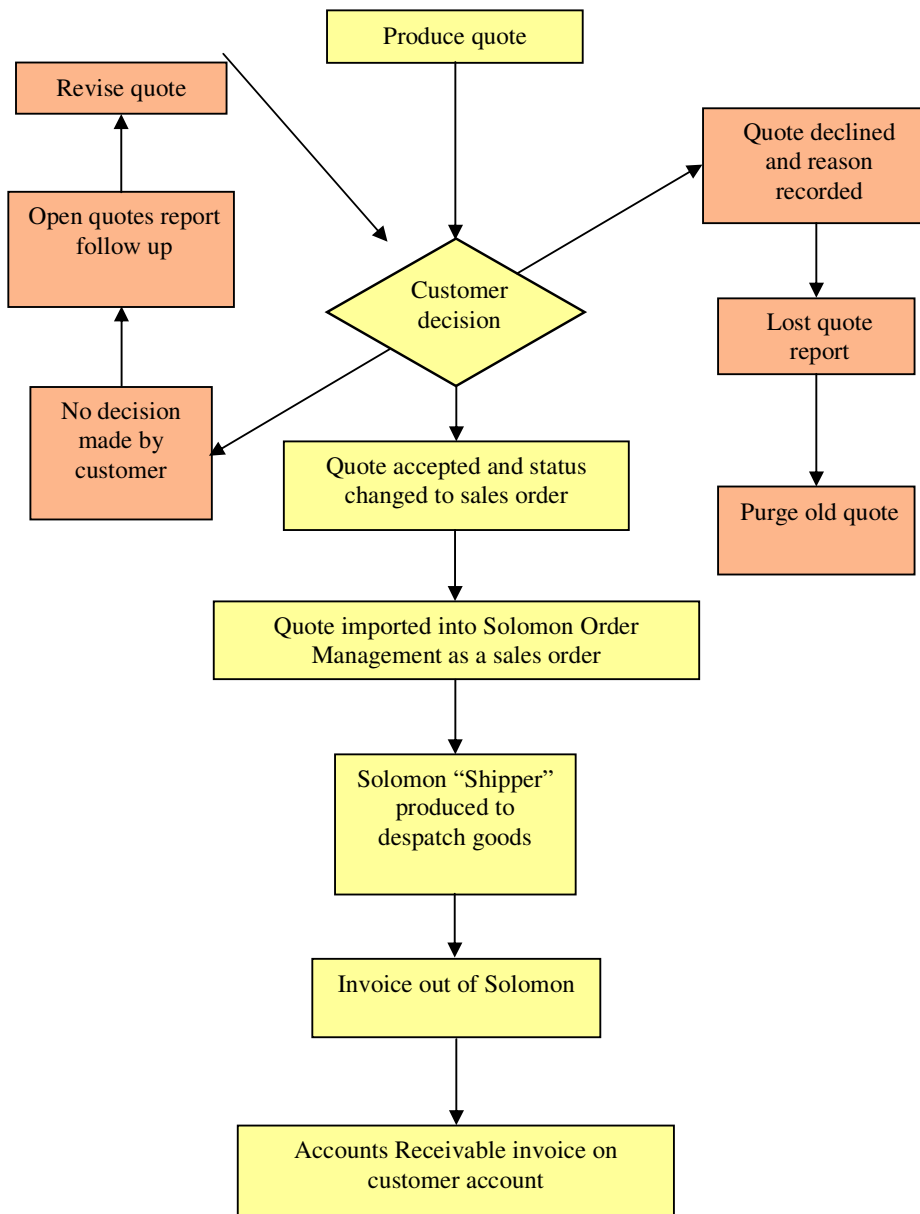 Produce quote
Revise quote
Quote declined
and reason
recorded
Open quotes report
follow up
Customer
decision
Lost quote
report
No decision
made by
customer
Quote accepted and status
changed to sales order
Purge old quote
Quote imported into Solomon Order
Management as a sales order
Solomon “Shipper”
produced to
despatch goods
Invoice out of Solomon
Accounts Receivable invoice on
customer account